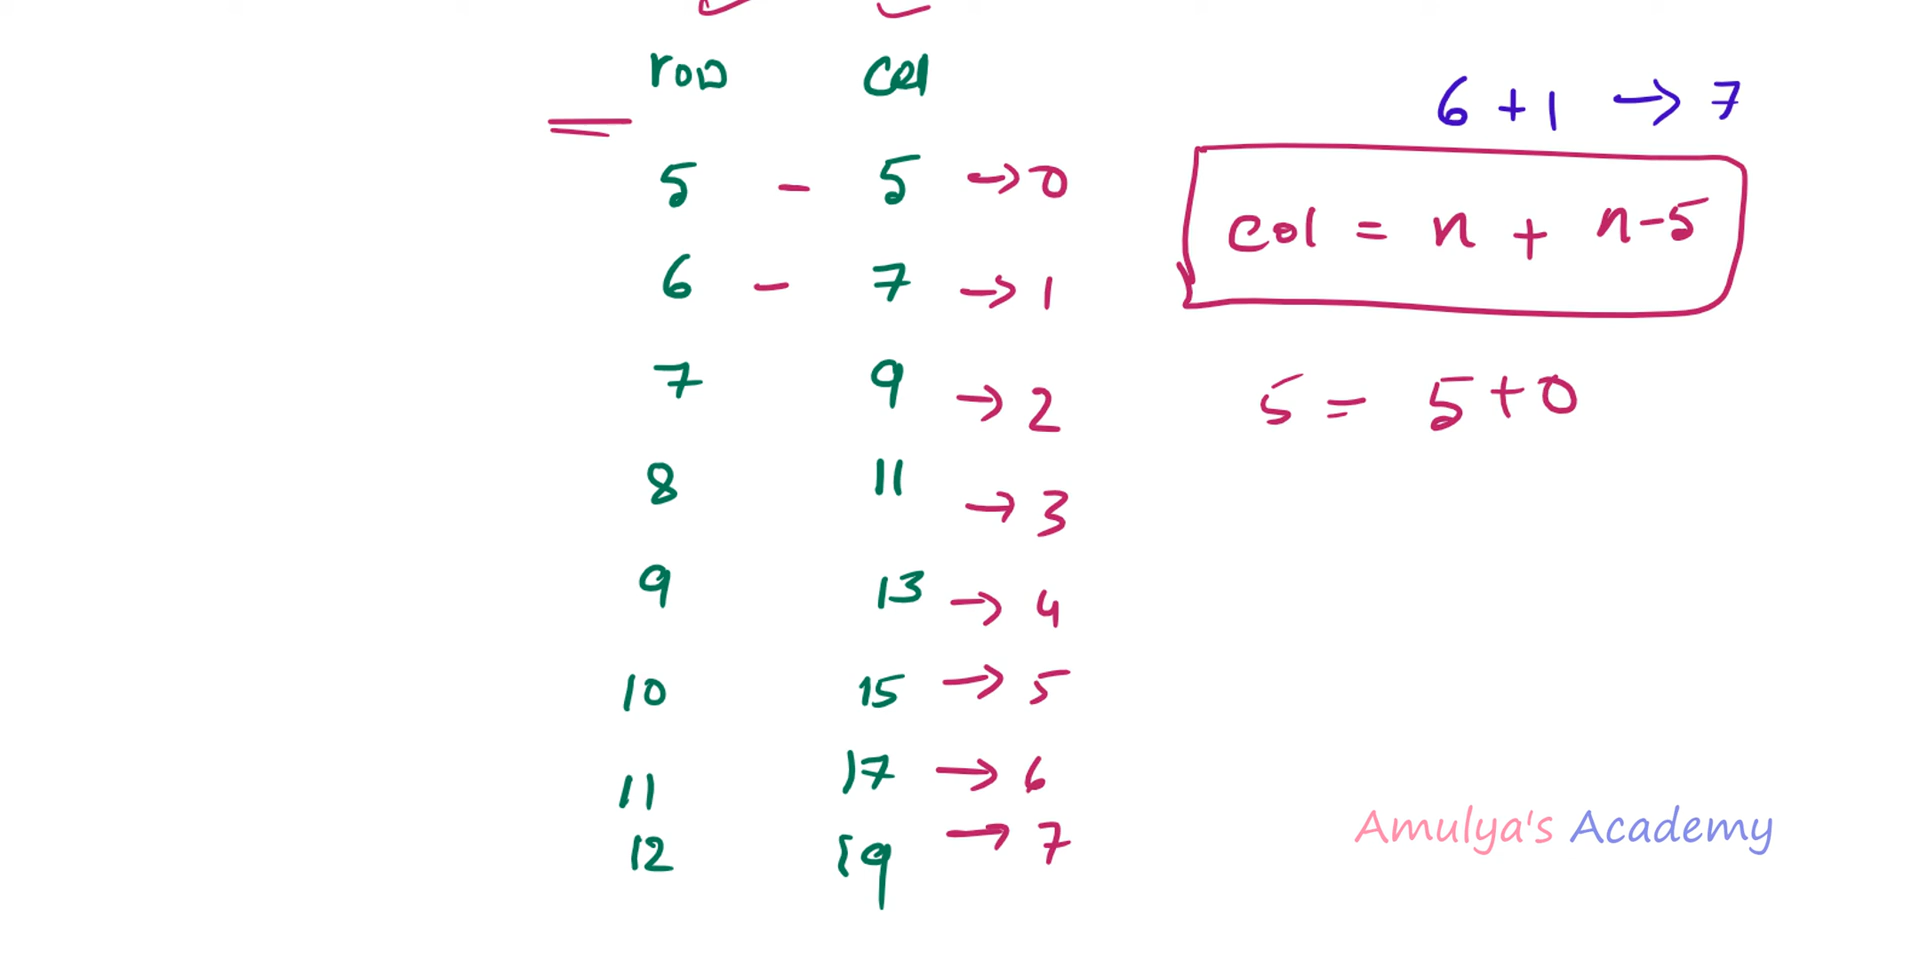 row col
6 + 1 → 7
5 - 5 → 0
col = n + n-5
6 - 7 → 1
7 9 → 2
5 = 5 + 0
8 11 → 3
9 13 → 4
10 15 → 5
11 17 → 6
12 19 → 7
Amulya's Academy